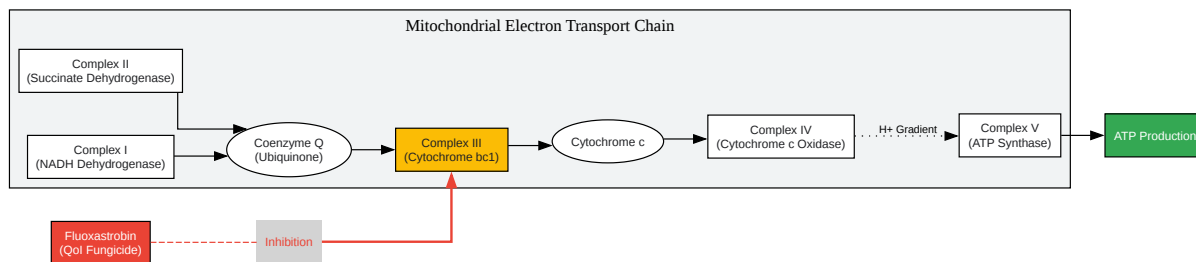 Mitochondrial Electron Transport Chain
Complex II
(Succinate Dehydrogenase)
Complex I
(NADH Dehydrogenase)
Coenzyme Q
(Ubiquinone)
Complex III
(Cytochrome bc1)
Cytochrome c
Complex IV
(Cytochrome c Oxidase)
H+ Gradient
Complex V
(ATP Synthase)
ATP Production
Fluoxastrobin
(QoI Fungicide)
Inhibition